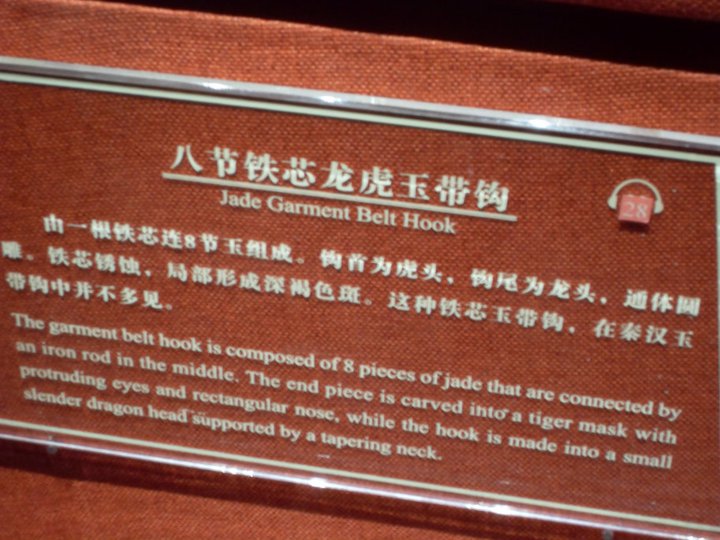 八节铁芯龙虎玉带钩
Jade Garment Belt Hook
28
由一根铁芯连8节玉组成。钩首为虎头，钩尾为龙头，通体圆
雕。铁芯锈蚀，局部形成深褐色斑。这种铁芯玉带钩，在秦汉玉
带钩中并不多见。
The garment belt hook is composed of 8 pieces of jade that are connected by
an iron rod in the middle. The end piece is carved into a tiger mask with
protruding eyes and rectangular nose, while the hook is made into a small
slender dragon head supported by a tapering neck.